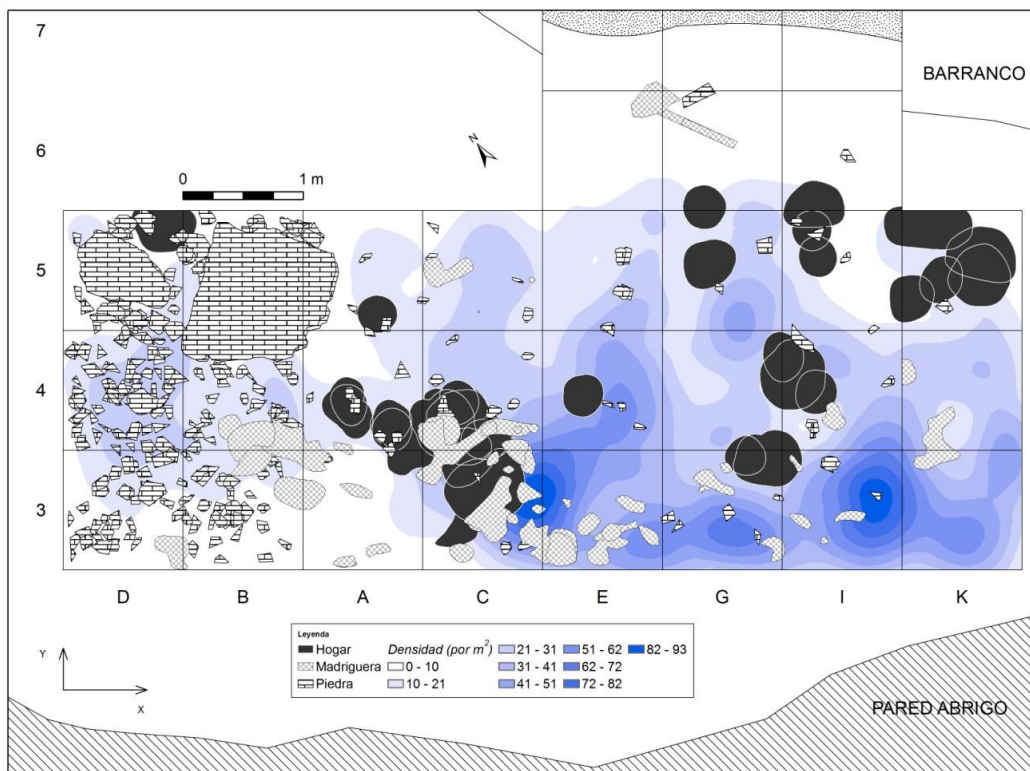 7
BARRANCO
6
N
0 1 m
5
4
3
D B A C E G I K
Leyenda
Hogar Densidad (por m²) 21 - 31 51 - 62 82 - 93
Madriguera 0 - 10 31 - 41 62 - 72
Piedra 10 - 21 41 - 51 72 - 82
Y
X
PARED ABRIGO